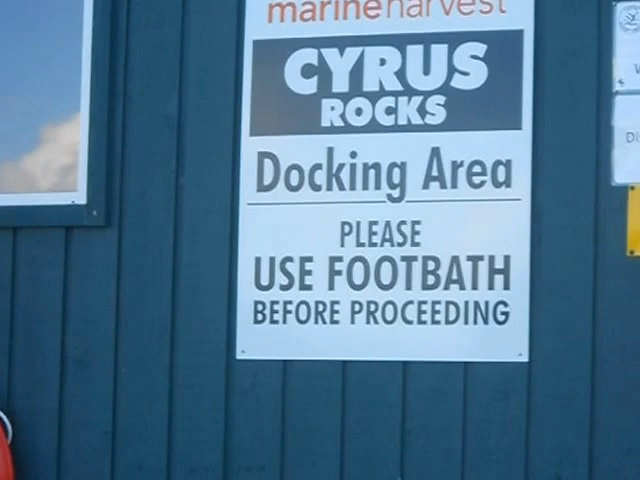 marineharvest
CYRUS
ROCKS
Docking Area
PLEASE
USE FOOTBATH
BEFORE PROCEEDING